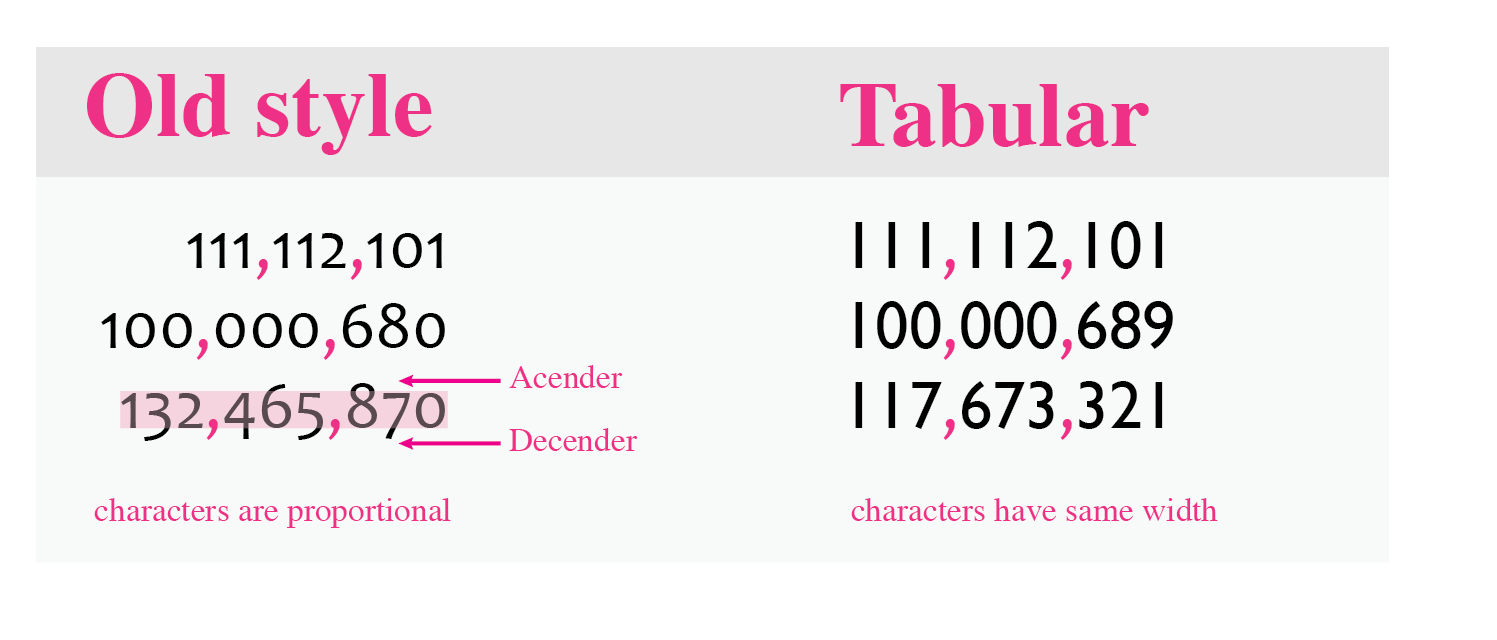 Old style
111,112,101
100,000,680
132,465,870
Acender
Decender
characters are proportional
Tabular
111,112,101
100,000,689
117,673,321
characters have same width